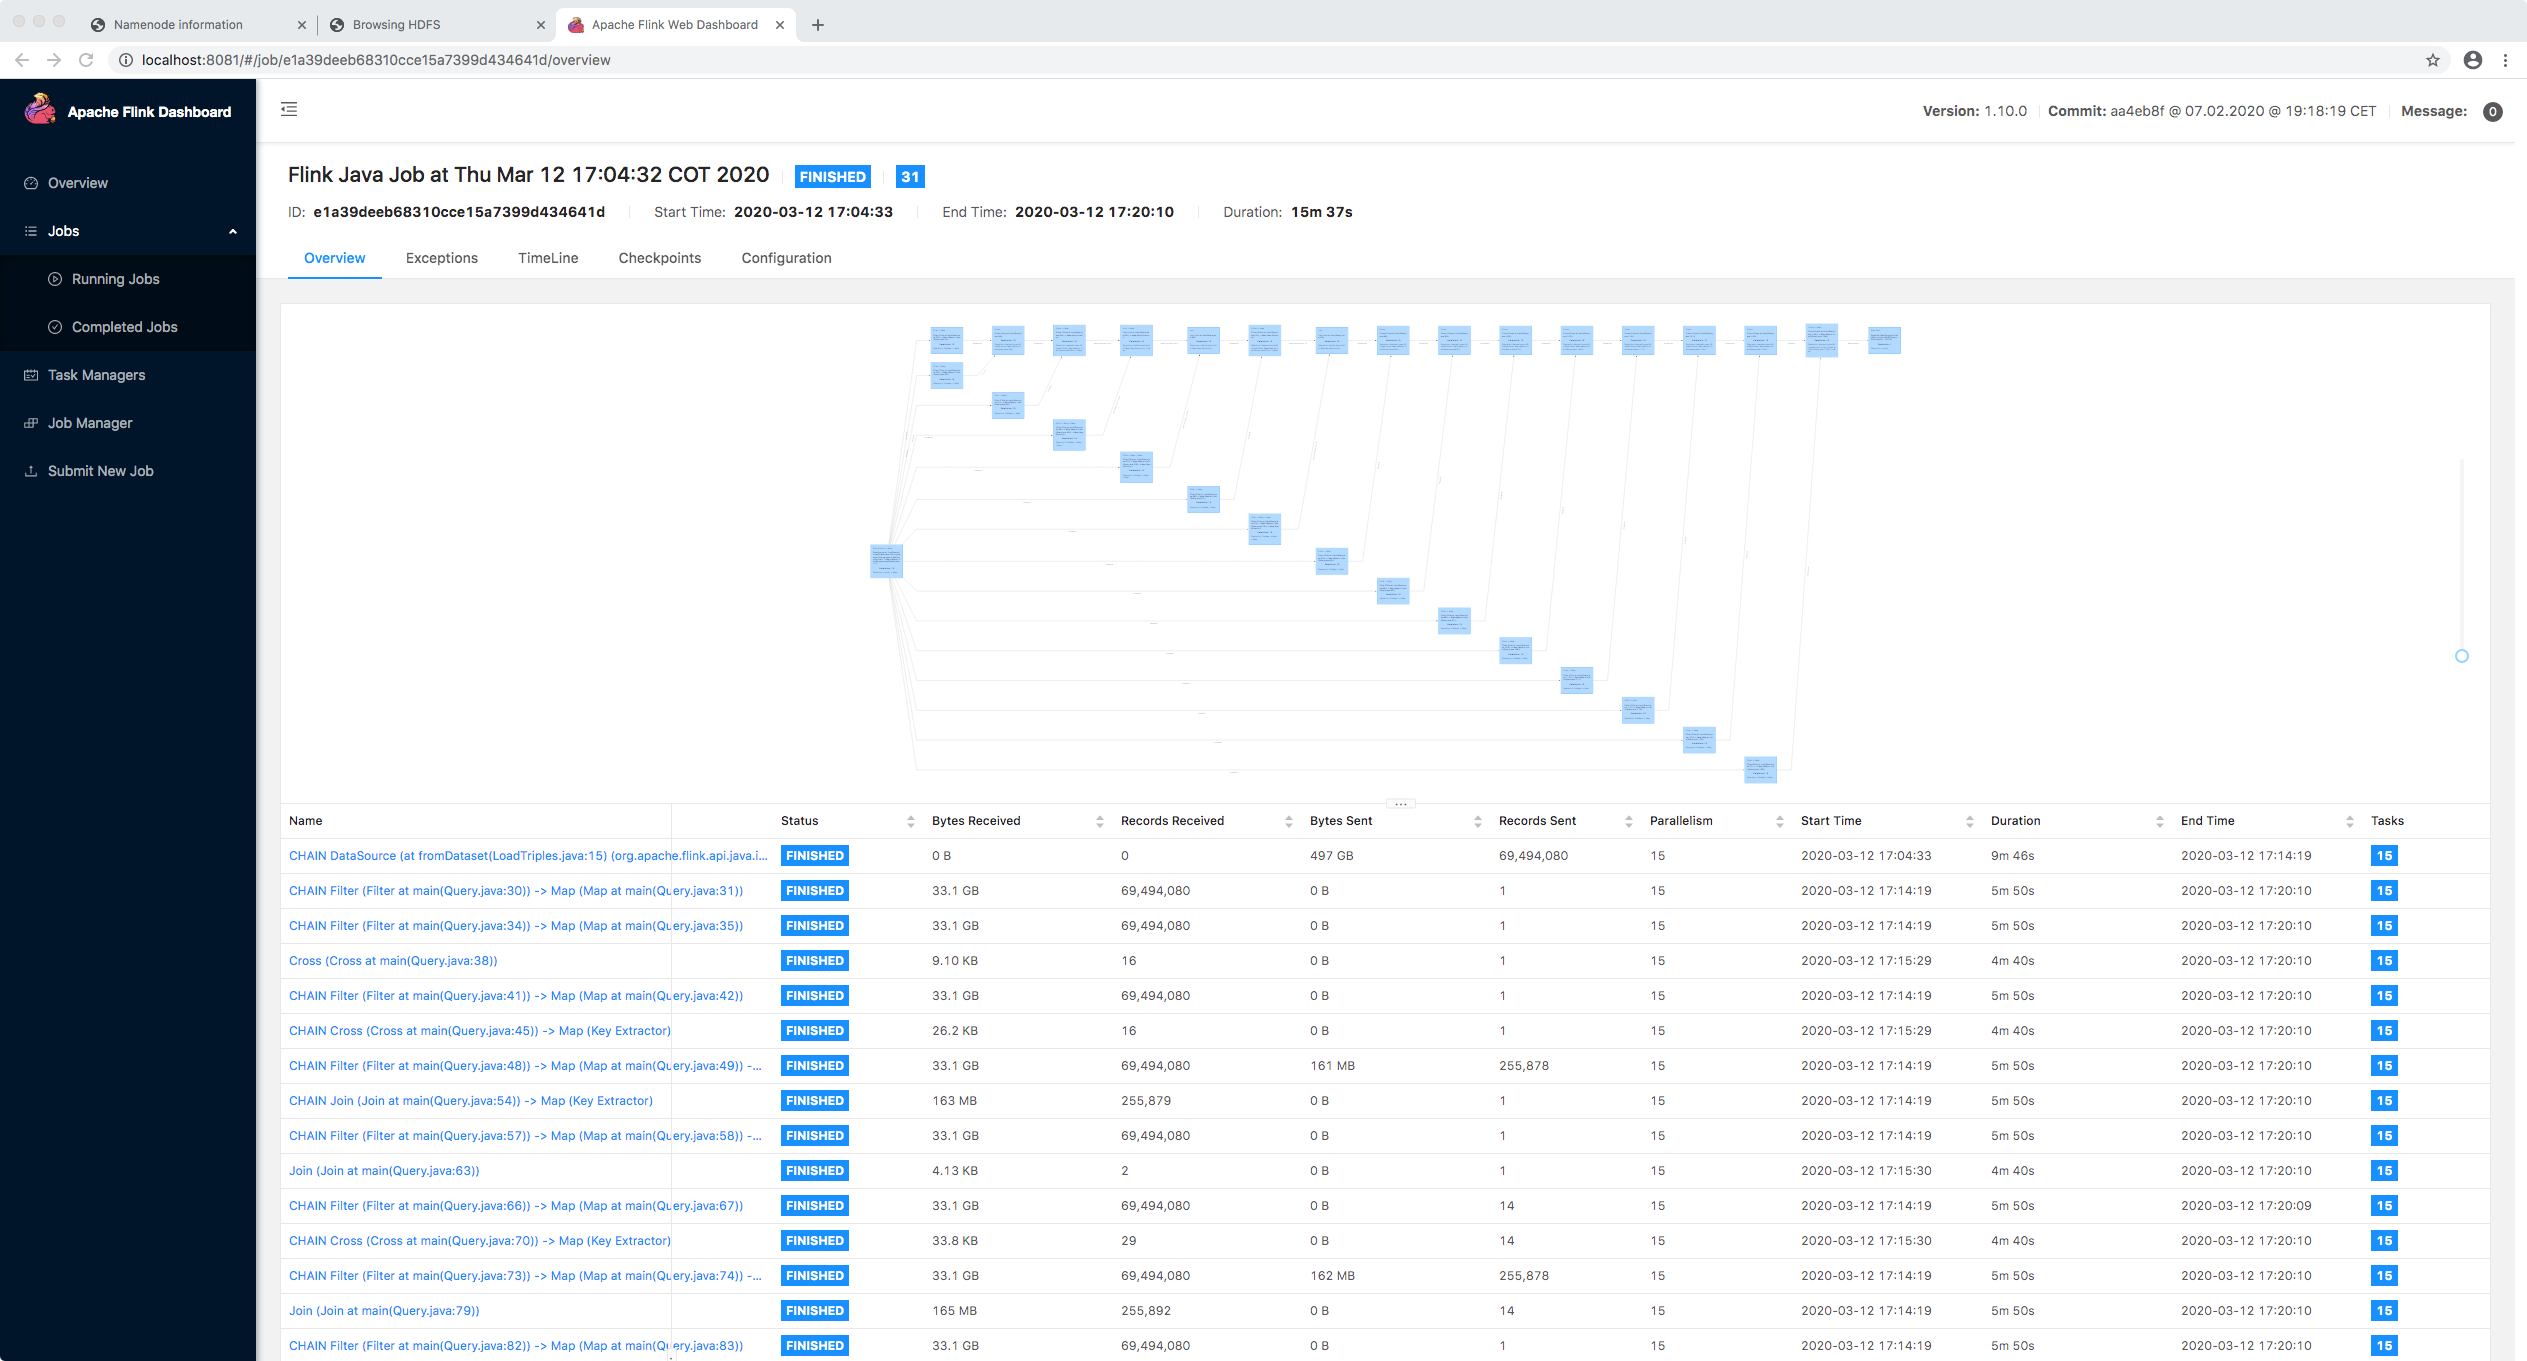 Namenode information
Browsing HDFS
Apache Flink Web Dashboard
localhost:8081/#/job/e1a39deeb68310cce15a7399d434641d/overview
Apache Flink Dashboard
Version: 1.10.0 Commit: aa4eb8f @ 07.02.2020 @ 19:18:19 CET Message: 0
Overview
Jobs
Running Jobs
Completed Jobs
Task Managers
Job Manager
Submit New Job
Flink Java Job at Thu Mar 12 17:04:32 COT 2020 FINISHED 31
ID: e1a39deeb68310cce15a7399d434641d Start Time: 2020-03-12 17:04:33 End Time: 2020-03-12 17:20:10 Duration: 15m 37s
Overview Exceptions TimeLine Checkpoints Configuration
Name Status Bytes Received Records Received Bytes Sent Records Sent Parallelism Start Time Duration End Time Tasks
CHAIN DataSource (at fromDataset(LoadTriples.java:15) (org.apache.flink.api.java.i... FINISHED 0 B 0 497 GB 69,494,080 15 2020-03-12 17:04:33 9m 46s 2020-03-12 17:14:19 15
CHAIN Filter (Filter at main(Query.java:30)) -> Map (Map at main(Query.java:31)) FINISHED 33.1 GB 69,494,080 0 B 1 15 2020-03-12 17:14:19 5m 50s 2020-03-12 17:20:10 15
CHAIN Filter (Filter at main(Query.java:34)) -> Map (Map at main(Query.java:35)) FINISHED 33.1 GB 69,494,080 0 B 1 15 2020-03-12 17:14:19 5m 50s 2020-03-12 17:20:10 15
Cross (Cross at main(Query.java:38)) FINISHED 9.10 KB 16 0 B 1 15 2020-03-12 17:15:29 4m 40s 2020-03-12 17:20:10 15
CHAIN Filter (Filter at main(Query.java:41)) -> Map (Map at main(Query.java:42)) FINISHED 33.1 GB 69,494,080 0 B 1 15 2020-03-12 17:14:19 5m 50s 2020-03-12 17:20:10 15
CHAIN Cross (Cross at main(Query.java:45)) -> Map (Key Extractor) FINISHED 26.2 KB 16 0 B 1 15 2020-03-12 17:15:29 4m 40s 2020-03-12 17:20:10 15
CHAIN Filter (Filter at main(Query.java:48)) -> Map (Map at main(Query.java:49)) -... FINISHED 33.1 GB 69,494,080 161 MB 255,878 15 2020-03-12 17:14:19 5m 50s 2020-03-12 17:20:10 15
CHAIN Join (Join at main(Query.java:54)) -> Map (Key Extractor) FINISHED 163 MB 255,879 0 B 1 15 2020-03-12 17:14:19 5m 50s 2020-03-12 17:20:10 15
CHAIN Filter (Filter at main(Query.java:57)) -> Map (Map at main(Query.java:58)) -... FINISHED 33.1 GB 69,494,080 0 B 1 15 2020-03-12 17:14:19 5m 50s 2020-03-12 17:20:10 15
Join (Join at main(Query.java:63)) FINISHED 4.13 KB 2 0 B 1 15 2020-03-12 17:15:30 4m 40s 2020-03-12 17:20:10 15
CHAIN Filter (Filter at main(Query.java:66)) -> Map (Map at main(Query.java:67)) FINISHED 33.1 GB 69,494,080 0 B 14 15 2020-03-12 17:14:19 5m 50s 2020-03-12 17:20:09 15
CHAIN Cross (Cross at main(Query.java:70)) -> Map (Key Extractor) FINISHED 33.8 KB 29 0 B 14 15 2020-03-12 17:15:30 4m 40s 2020-03-12 17:20:10 15
CHAIN Filter (Filter at main(Query.java:73)) -> Map (Map at main(Query.java:74)) -... FINISHED 33.1 GB 69,494,080 162 MB 255,878 15 2020-03-12 17:14:19 5m 50s 2020-03-12 17:20:10 15
Join (Join at main(Query.java:79)) FINISHED 165 MB 255,892 0 B 14 15 2020-03-12 17:14:19 5m 50s 2020-03-12 17:20:10 15
CHAIN Filter (Filter at main(Query.java:82)) -> Map (Map at main(Query.java:83)) FINISHED 33.1 GB 69,494,080 0 B 1 15 2020-03-12 17:14:19 5m 50s 2020-03-12 17:20:10 15